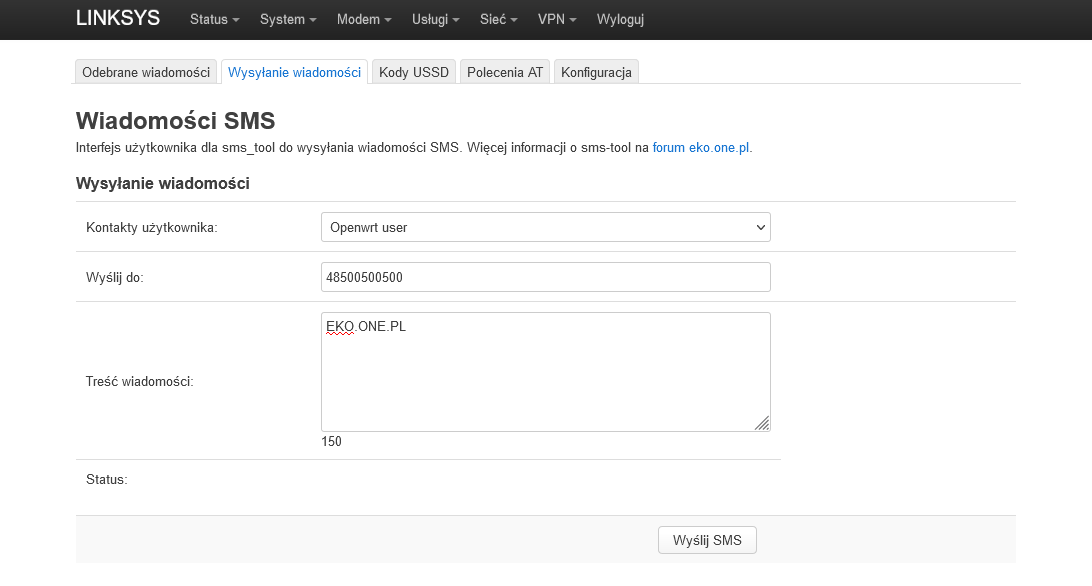 LINKSYS Status System Modem Usługi Sieć VPN Wyloguj
Odebrane wiadomości Wysyłanie wiadomości Kody USSD Polecenia AT Konfiguracja
Wiadomości SMS
Interfejs użytkownika dla sms_tool do wysyłania wiadomości SMS. Więcej informacji o sms-tool na forum eko.one.pl.
Wysyłanie wiadomości
Kontakty użytkownika: Openwrt user
Wyślij do: 48500500500
EKO.ONE.PL
Treść wiadomości:
150
Status:
Wyślij SMS